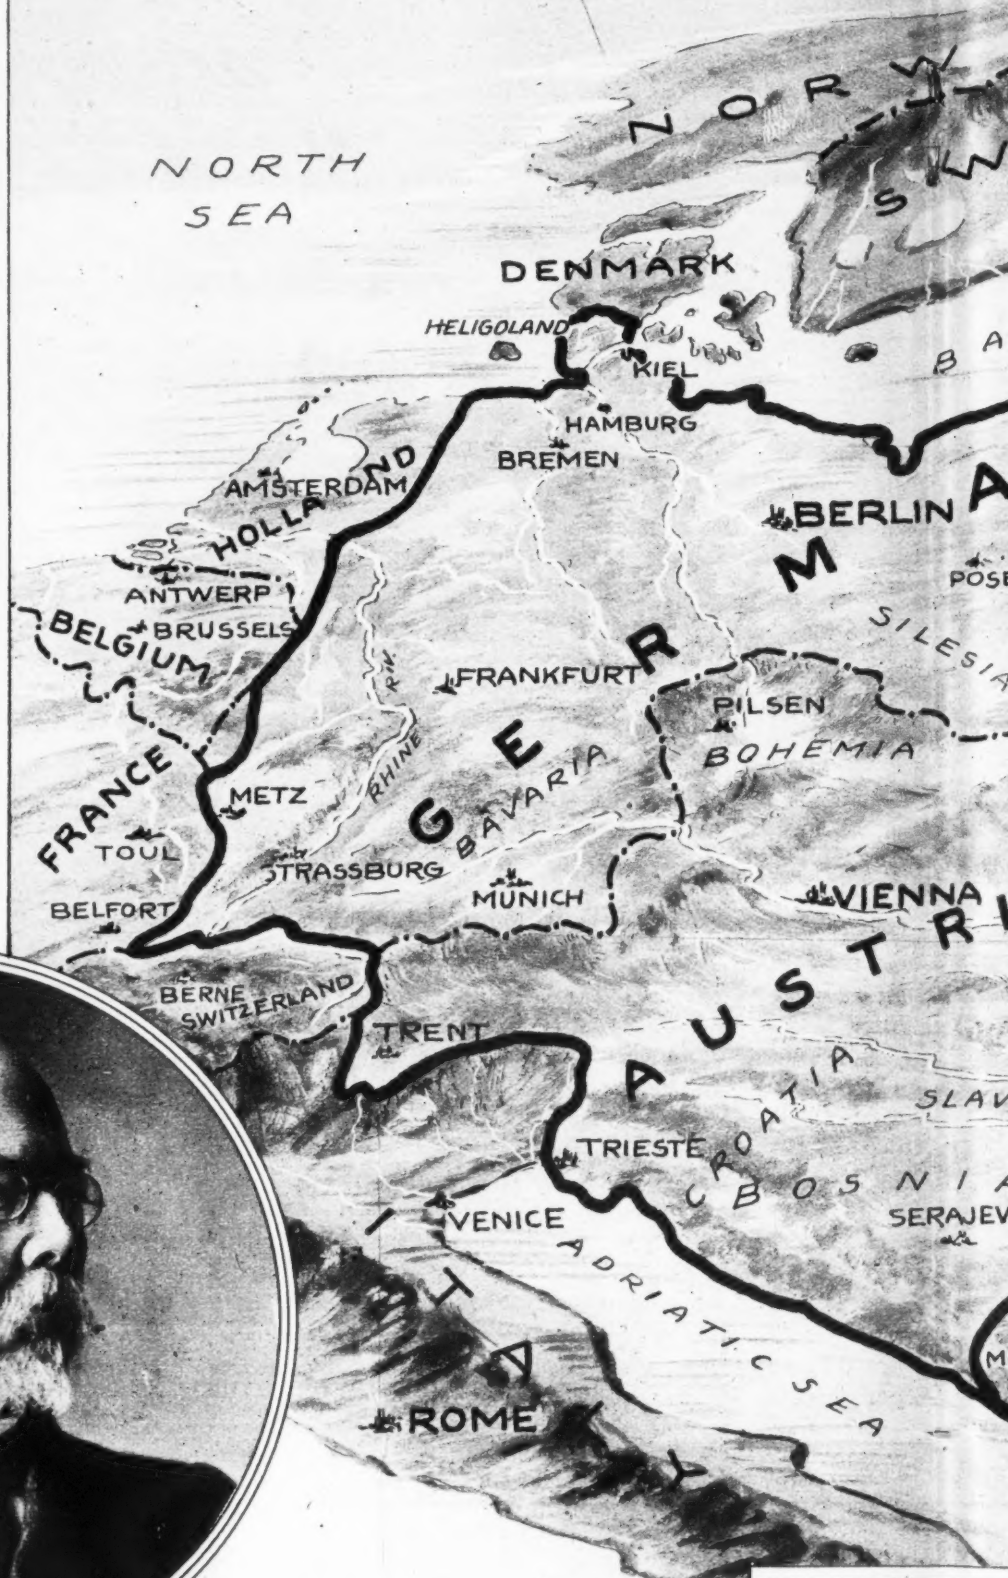 NORW
SW
NORTH
SEA
DENMARK
HELIGOLAND
BA
KIEL
HAMBURG
BREMEN
AMSTERDAM
HOLLAND
BERLIN
GERMA
POSE
ANTWERP
BRUSSELS
BELGIUM
SILESIA
FRANKFURT
RHINE RIV.
PILSEN
BOHEMIA
FRANCE
METZ
BAVARIA
TOUL
STRASSBURG
MUNICH
VIENNA
BELFORT
AUSTRI
BERNE
SWITZERLAND
TRENT
CROATIA
SLAV
TRIESTE
BOSNIA
SERAJEV
VENICE
ADRIATIC SEA
ITALY
M
ROME